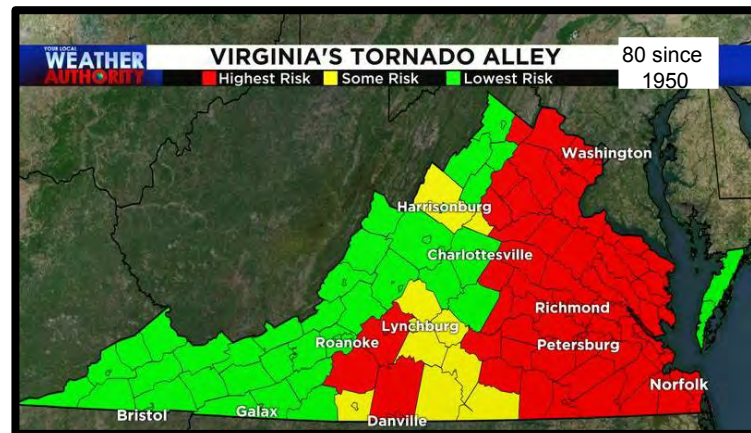 YOUR LOCAL
WEATHER
AUTHORITY
VIRGINIA'S TORNADO ALLEY
80 since
1950
Highest Risk Some Risk Lowest Risk
Washington
Harrisonburg
Charlottesville
Richmond
Lynchburg
Roanoke
Petersburg
Norfolk
Bristol
Galax
Danville